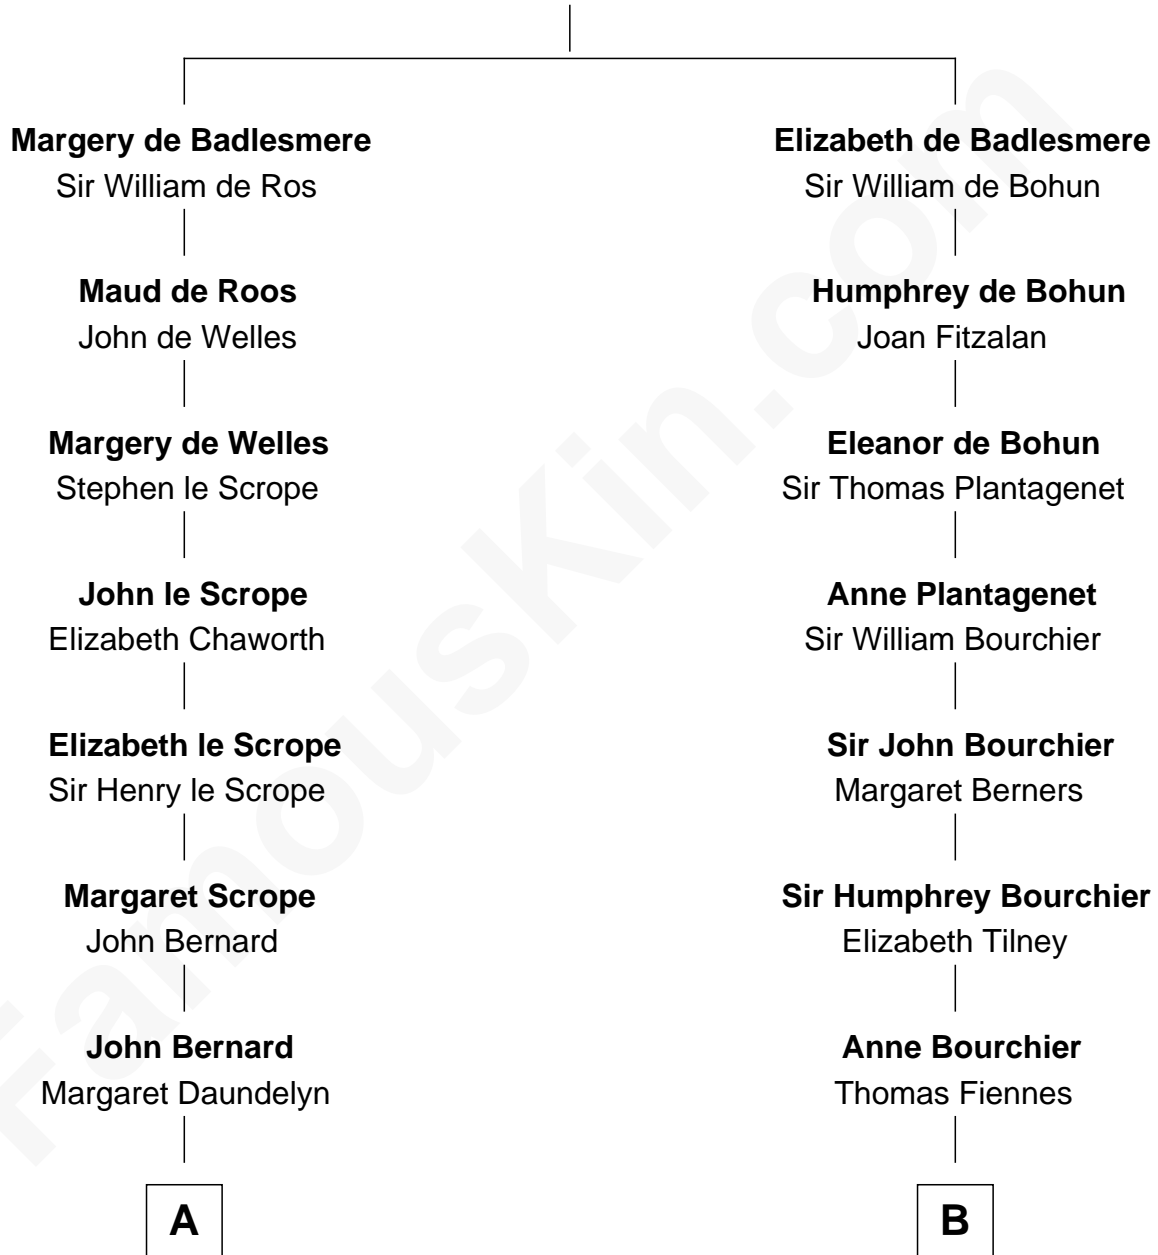 Margery de Badlesmere
Sir William de Ros
Maud de Roos
John de Welles
Margery de Welles
Stephen le Scrope
John le Scrope
Elizabeth Chaworth
Elizabeth le Scrope
Sir Henry le Scrope
Margaret Scrope
John Bernard
John Bernard
Margaret Daundelyn
A
Elizabeth de Badlesmere
Sir William de Bohun
Humphrey de Bohun
Joan Fitzalan
Eleanor de Bohun
Sir Thomas Plantagenet
Anne Plantagenet
Sir William Bourchier
Sir John Bourchier
Margaret Berners
Sir Humphrey Bourchier
Elizabeth Tilney
Anne Bourchier
Thomas Fiennes
B
FamousKin.com